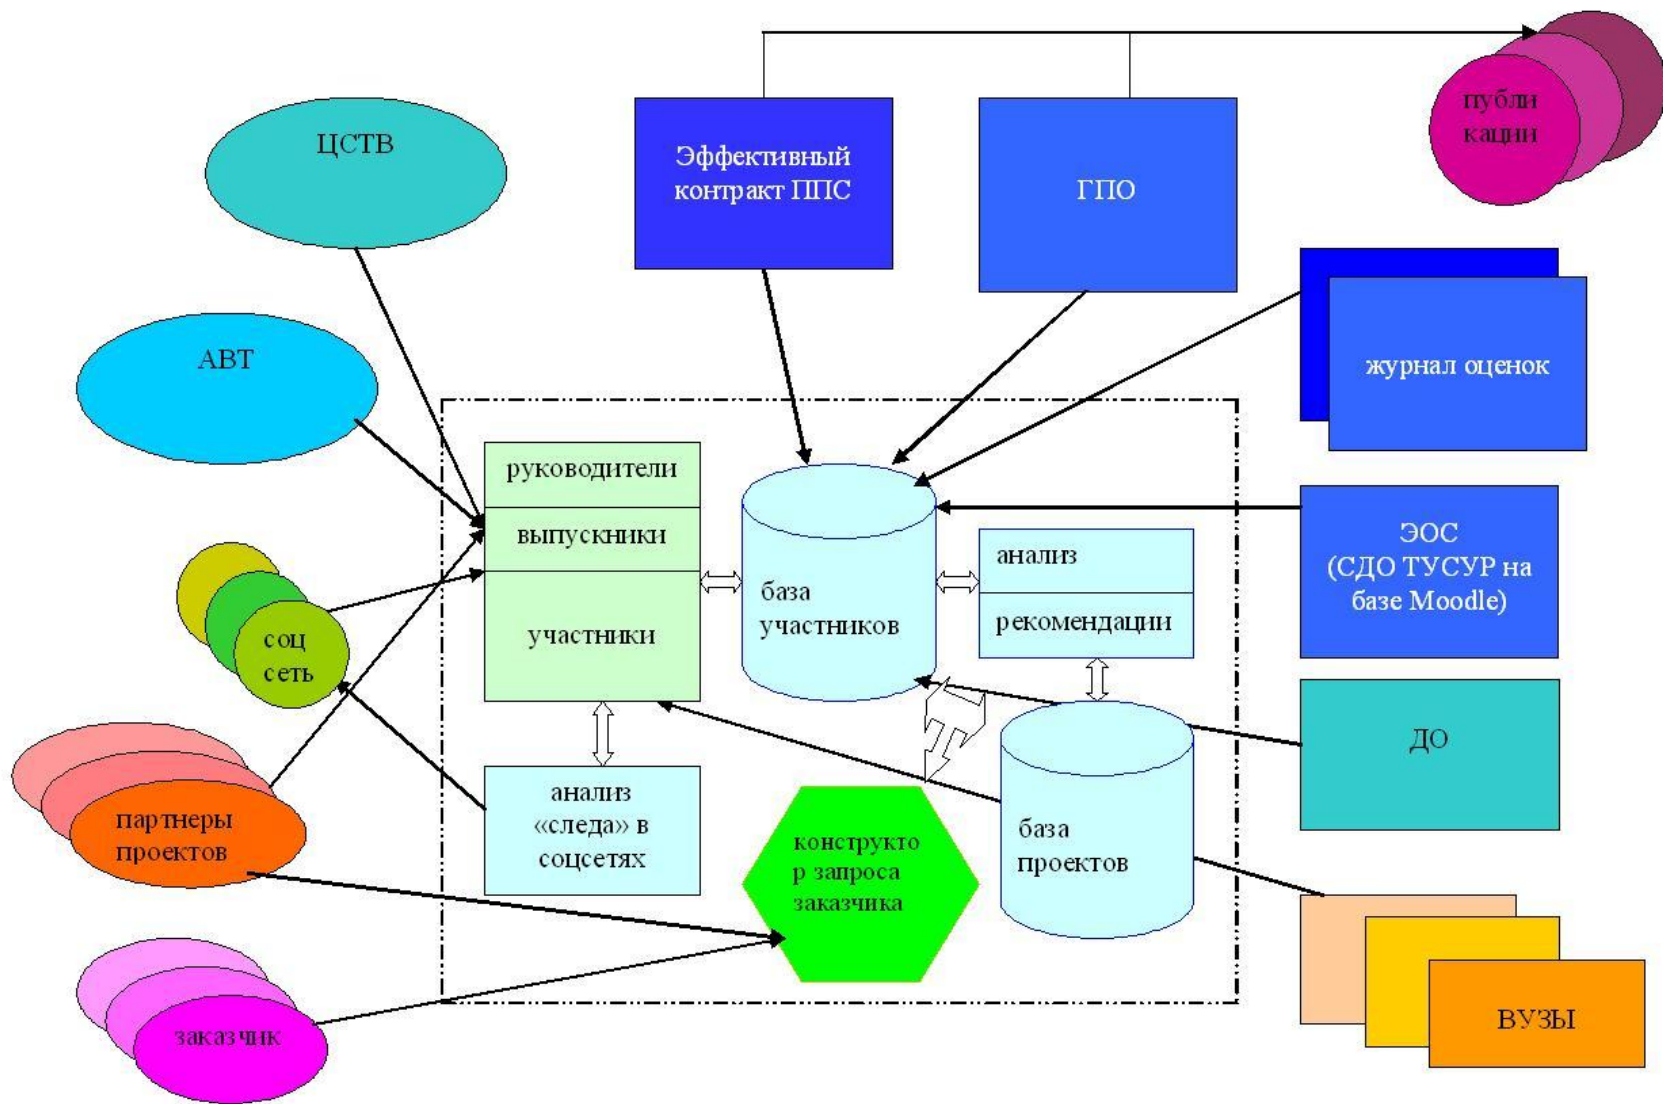 публи
кации
ЦСТВ
Эффективный
контракт ППС
ГПО
АВТ
журнал оценок
руководители
выпускники
участники
база
участников
анализ
рекомендации
ЭОС
(СДО ТУСУР на
базе Moodle)
соц
сеть
ДО
партнеры
проектов
анализ
«следа» в
соцсетях
конструкто
р запроса
заказчика
база
проектов
заказчик
ВУЗЫ